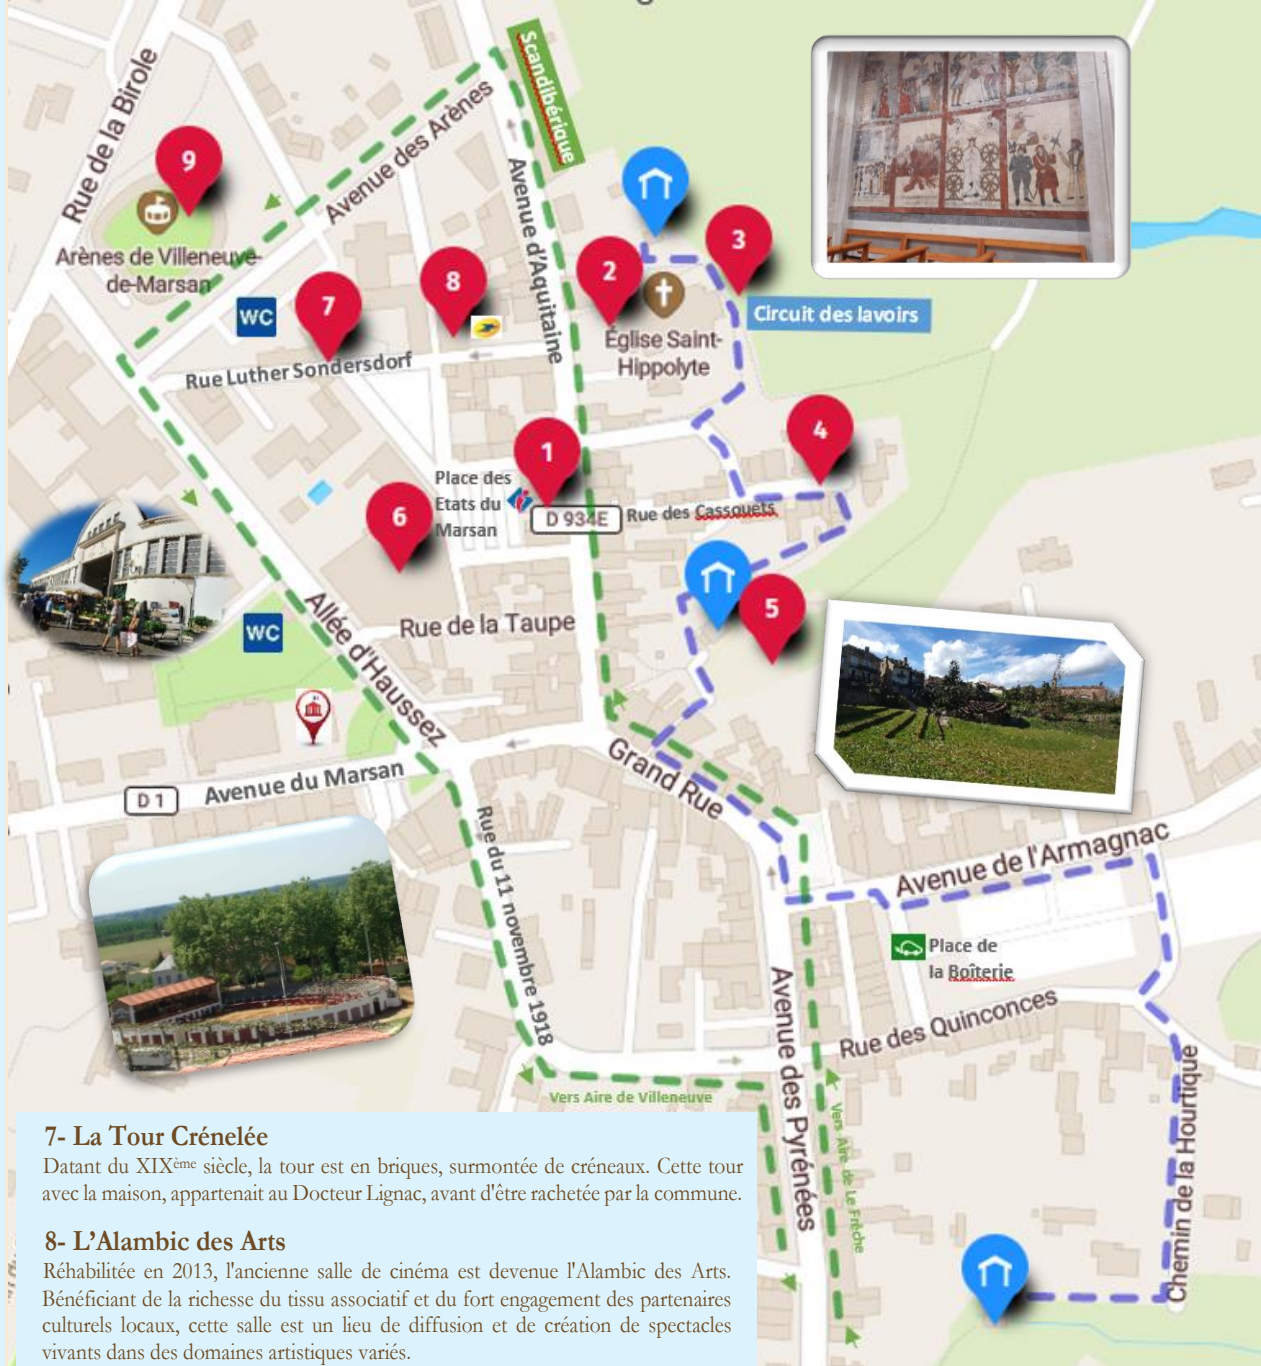 Scandibérique
Rue de la Birole
Avenue des Arènes
Avenue d'Aquitaine
9
3
2
8
7
Arènes de Villeneuve-
de-Marsan
WC
Circuit des lavoirs
Église Saint-
Hippolyte
Rue Luther Sondersdorf
4
1
Place des
Etats du
Marsan
6
D 934E
Rue des Cassouets
5
Allée d'Haussez
Rue de la Taupe
WC
Grand Rue
D 1
Avenue du Marsan
Rue du 11 novembre 1918
Avenue de l'Armagnac
Place de
la Boîterie
Avenue des Pyrénées
Rue des Quinconces
Vers Aire de Villeneuve
Vers Aire de Le Frêche
Chemin de la Hourtique
7- La Tour Crénelée
Datant du XIXème siècle, la tour est en briques, surmontée de créneaux. Cette tour
avec la maison, appartenait au Docteur Lignac, avant d'être rachetée par la commune.
8- L'Alambic des Arts
Réhabilitée en 2013, l'ancienne salle de cinéma est devenue l'Alambic des Arts.
Bénéficiant de la richesse du tissu associatif et du fort engagement des partenaires
culturels locaux, cette salle est un lieu de diffusion et de création de spectacles
vivants dans des domaines artistiques variés.